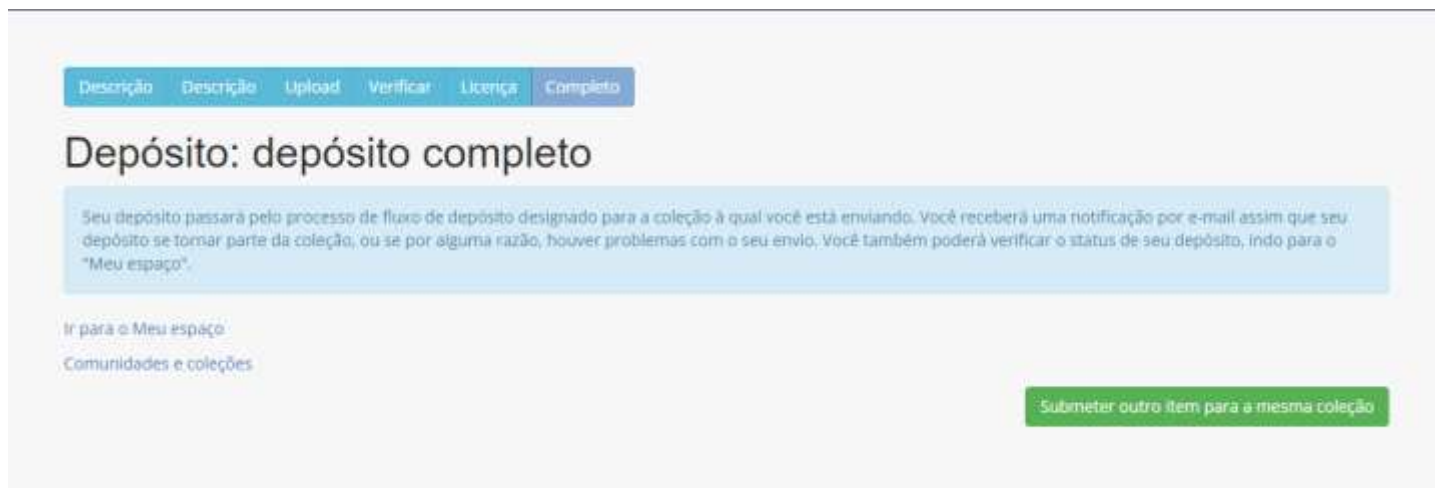 Descrição Descrição Upload Verificar Licença Completo
Depósito: depósito completo
Seu depósito passará pelo processo de fluxo de depósito designado para a coleção à qual você está enviando. Você receberá uma notificação por e-mail assim que seu
depósito se tornar parte da coleção, ou se por alguma razão, houver problemas com o seu envio. Você também poderá verificar o status de seu depósito, indo para o
"Meu espaço".
Ir para o Meu espaço
Comunidades e coleções
Submeter outro item para a mesma coleção